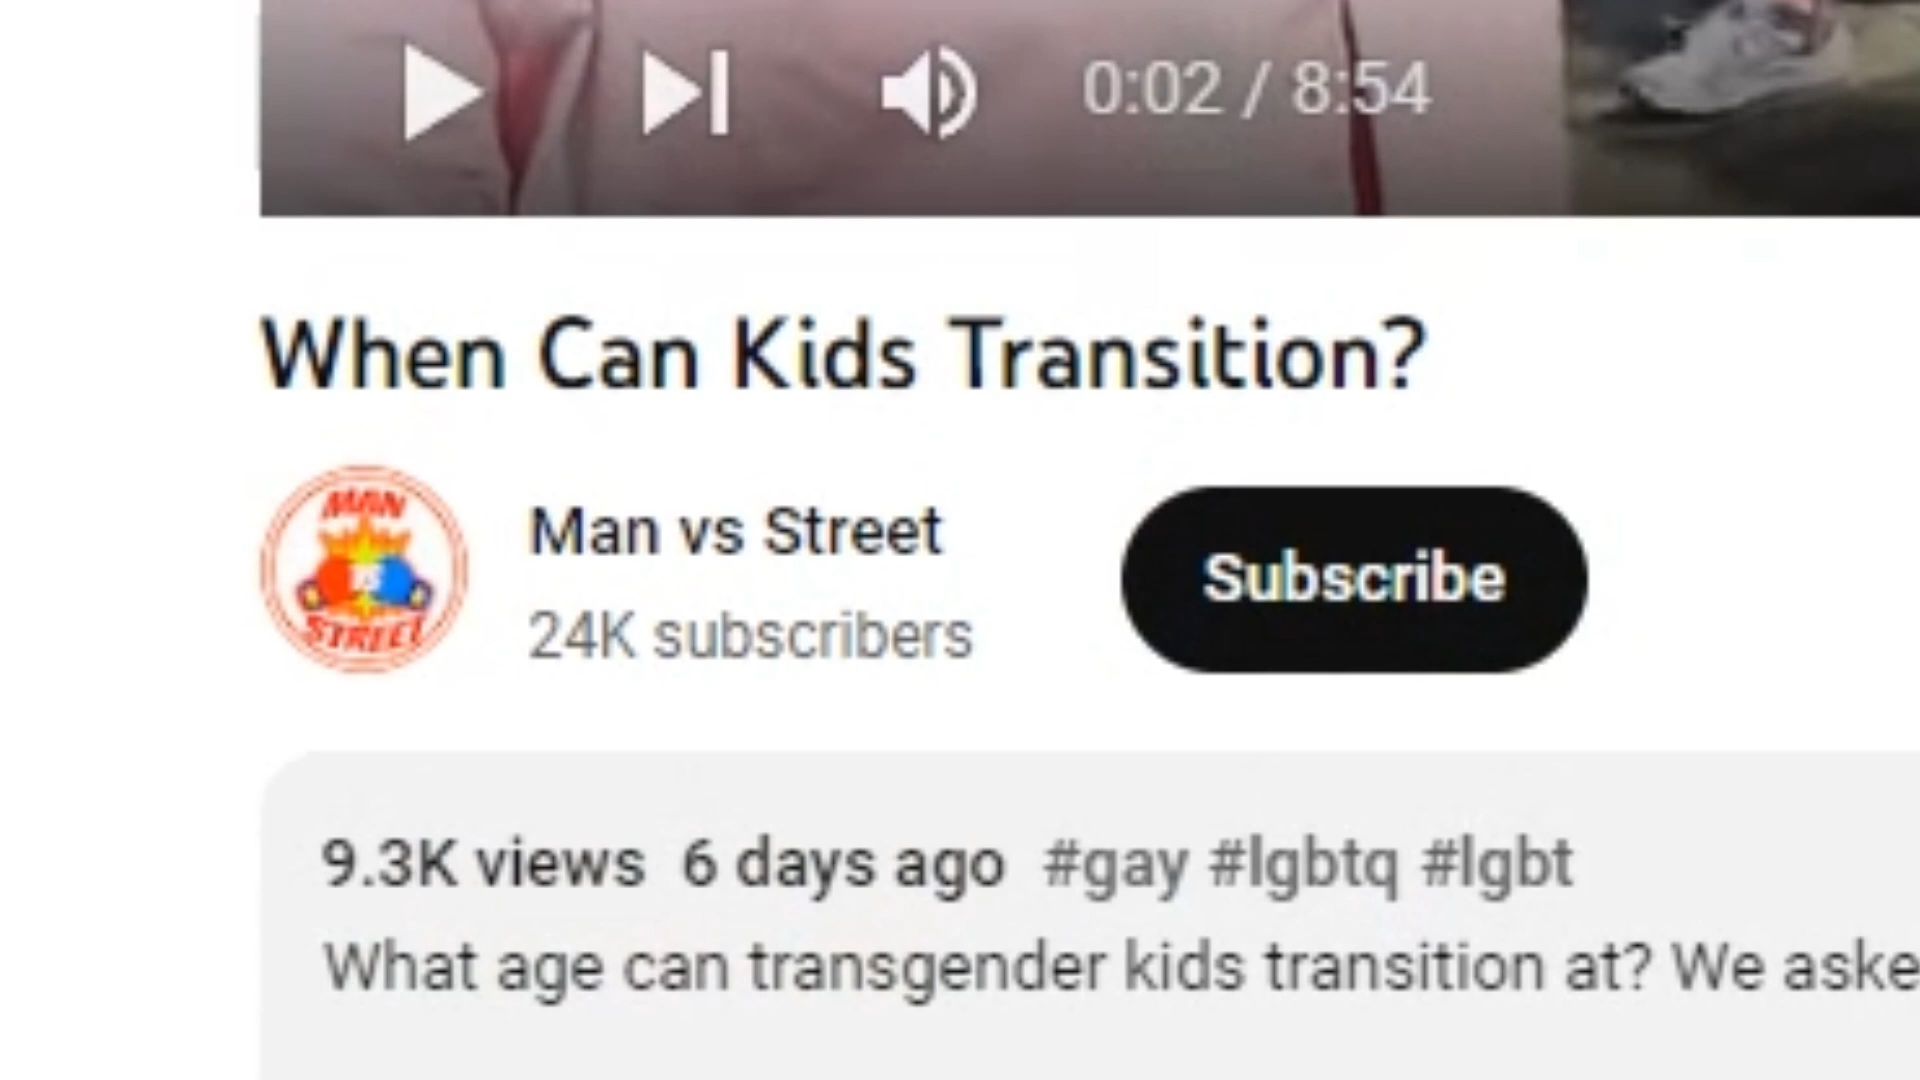 0:02 / 8:54
When Can Kids Transition?
MAN
VS
STREET
Man vs Street
Subscribe
24K subscribers
9.3K views 6 days ago #gay #lgbtq #lgbt
What age can transgender kids transition at? We aske